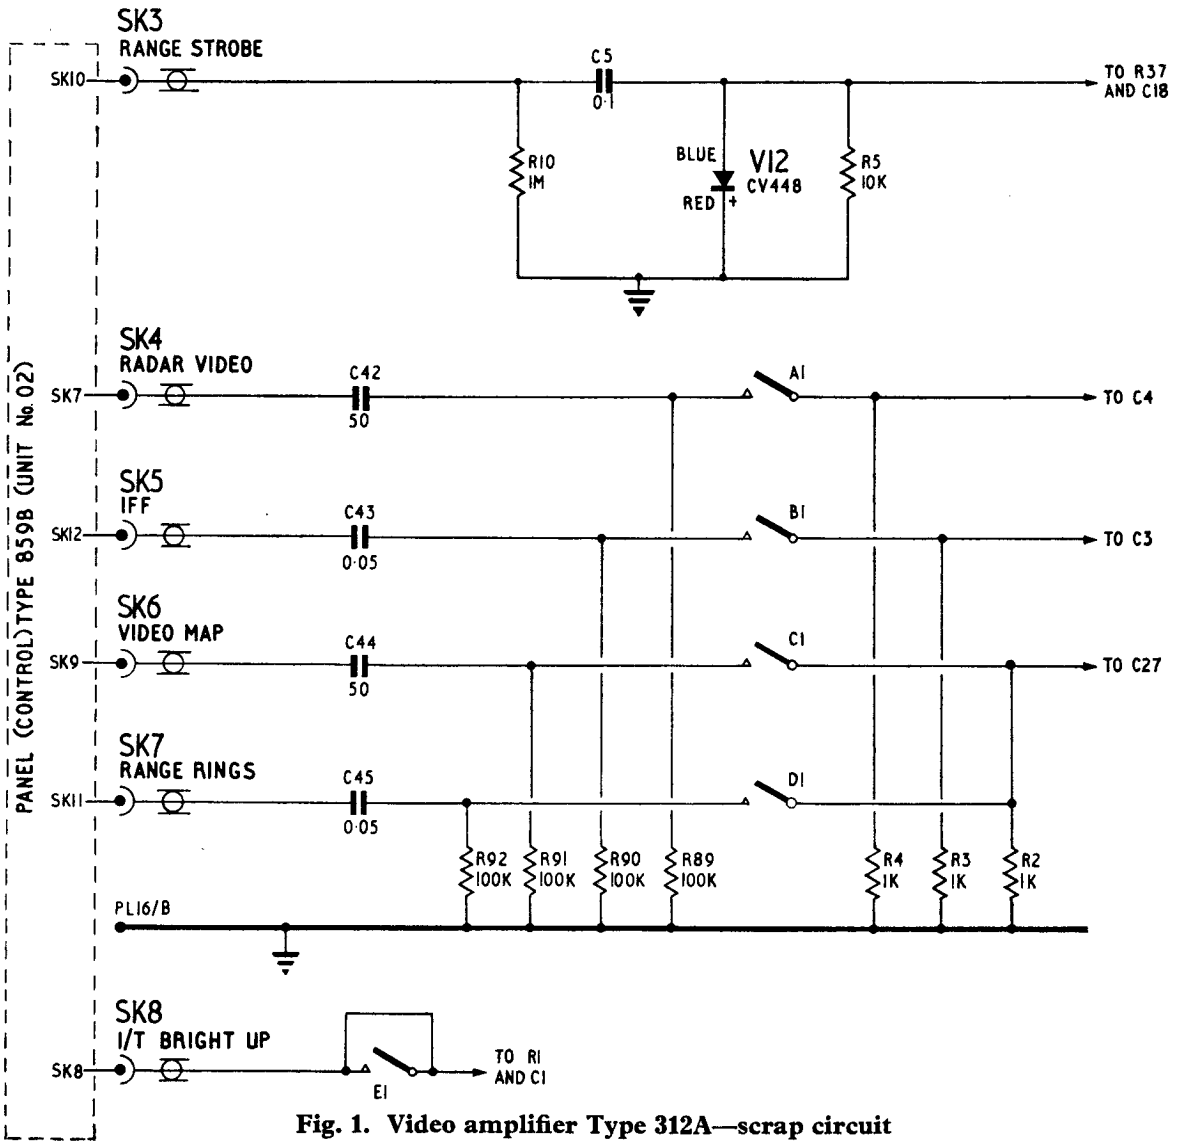 SK3
RANGE STROBE
SK10
C5
0·1
TO R37
AND C18
R10
1M
BLUE
V12
CV448
RED
+
R5
10K
SK4
RADAR VIDEO
SK7
C42
50
A1
TO C4
SK5
IFF
SK12
C43
0·05
B1
TO C3
SK6
VIDEO MAP
SK9
C44
50
C1
TO C27
SK7
RANGE RINGS
SK11
C45
0·05
D1
R92
100K
R91
100K
R90
100K
R89
100K
R4
1K
R3
1K
R2
1K
PL16/B
SK8
I/T BRIGHT UP
SK8
E1
TO R1
AND C1
PANEL (CONTROL) TYPE 859B (UNIT No. 02)
Fig. 1. Video amplifier Type 312A—scrap circuit